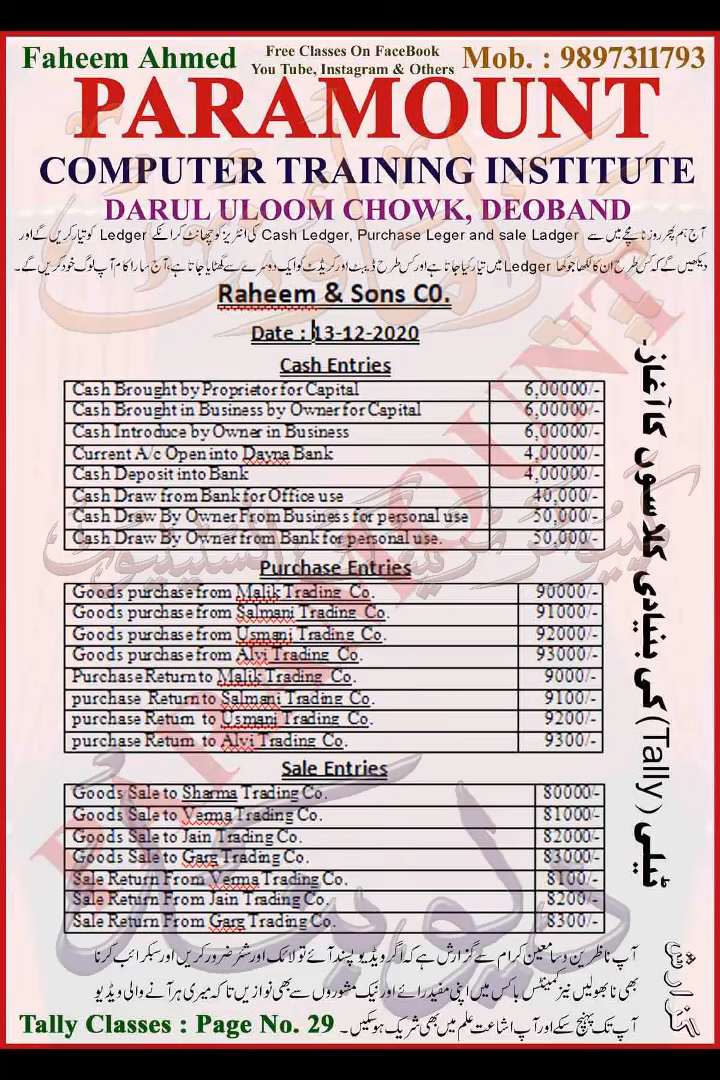 Faheem Ahmed
Free Classes On FaceBook
You Tube, Instagram & Others
Mob. : 9897311793
PARAMOUNT
COMPUTER TRAINING INSTITUTE
DARUL ULOOM CHOWK, DEOBAND
آج ہم پھر روزنامچے میں سے Cash Ledger, Purchase Leger and sale Ladger کی انٹریز کو چھانٹ کر انکے Ledger کو تیار کریں گے اور
دیکھیں گے کہ کس طرح ان کا لکھا جوکھا Ledger میں تیار کیا جاتا ہے اور کس طرح ڈیبٹ اور کریڈٹ کو ایک دوسرے سے گھٹایا جاتا ہے، آج سارا کام آپ لوگ خود کریں گے۔
Raheem & Sons CO.
Date : 13-12-2020
Cash Entries
Cash Brought by Proprietor for Capital 6,00000/-
Cash Brought in Business by Owner for Capital 6,00000/-
Cash Introduce by Owner in Business 6,00000/-
Current A/c Open into Dayna Bank 4,00000/-
Cash Deposit into Bank 4,00000/-
Cash Draw from Bank for Office use 40,000/-
Cash Draw By Owner From Business for personal use 50,000/-
Cash Draw By Owner from Bank for personal use. 50,000/-
Purchase Entries
Goods purchase from Malik Trading Co. 90000/-
Goods purchase from Salmani Trading Co. 91000/-
Goods purchase from Usmani Trading Co. 92000/-
Goods purchase from Alvi Trading Co. 93000/-
Purchase Return to Malik Trading Co. 9000/-
purchase Return to Salmani Trading Co. 9100/-
purchase Return to Usmani Trading Co. 9200/-
purchase Return to Alvi Trading Co. 9300/-
Sale Entries
Goods Sale to Sharma Trading Co. 80000/-
Goods Sale to Verma Trading Co. 81000/-
Goods Sale to Jain Trading Co. 82000/-
Goods Sale to Garg Trading Co. 83000/-
Sale Return From Verma Trading Co. 8100/-
Sale Return From Jain Trading Co. 8200/-
Sale Return From Garg Trading Co. 8300/-
ٹیلی (Tally) کی بنیادی کلاسوں کا آغاز۔
گزارش
آپ ناظرین و سامعین کرام سے گزارش ہے کہ اگر ویڈیو پسند آئے تو لائک اور شئر ضرور کریں اور سبکرائب کرنا
بھی نا بھولیں نیز کمینٹس باکس میں اپنی مفید رائے اور نیک مشوروں سے بھی نوازیں تاکہ میری ہر آنے والی ویڈیو
آپ تک پہنچ سکے اور آپ اشاعت علم میں بھی شریک ہوسکیں۔
Tally Classes : Page No. 29
PARAMOUNT